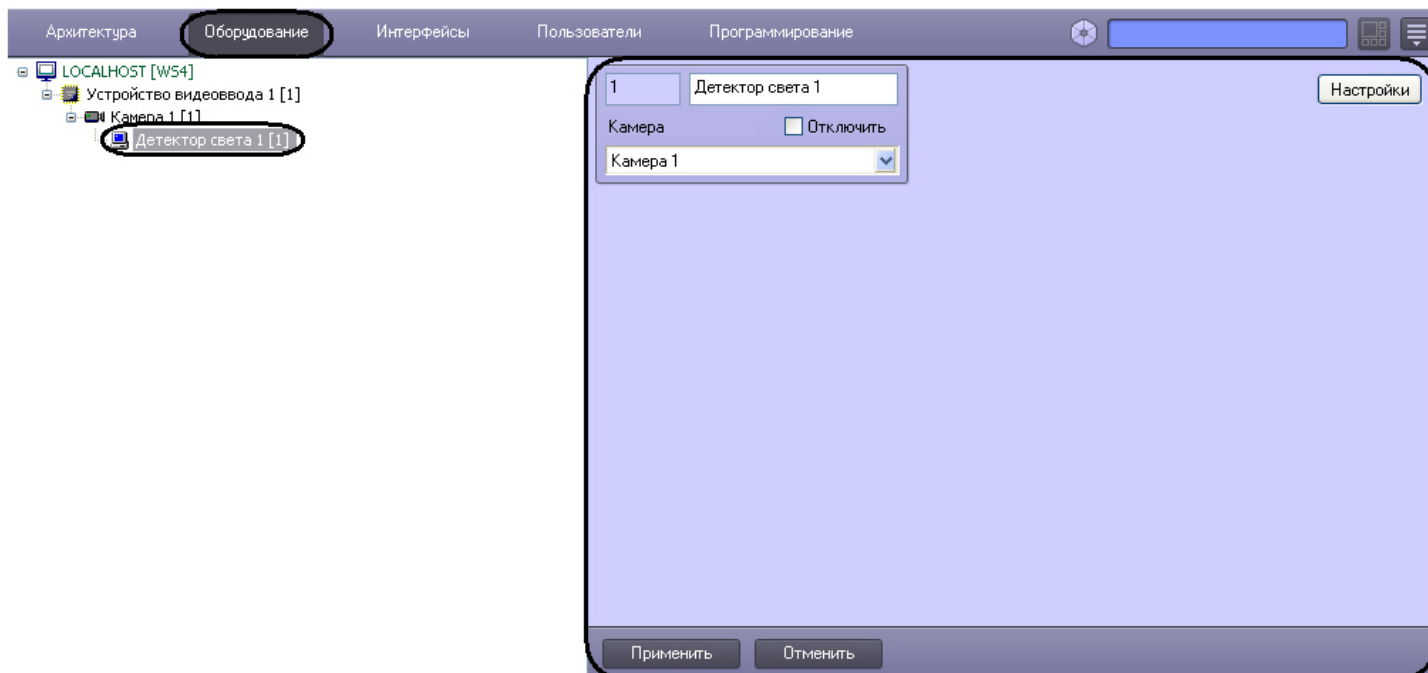 Архитектура Оборудование Интерфейсы Пользователи Программирование
LOCALHOST [WS4]
Устройство видеоввода 1 [1]
Камера 1 [1]
Детектор света 1 [1]
1 Детектор света 1
Настройки
Камера Отключить
Камера 1
Применить Отменить